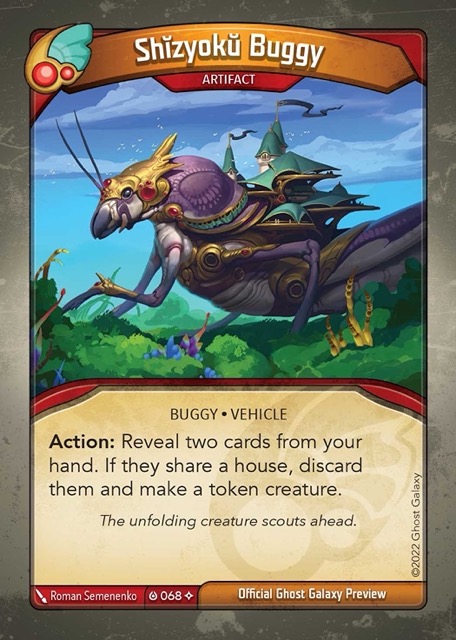 Shĭzyokŭ Buggy
ARTIFACT
BUGGY • VEHICLE
Action: Reveal two cards from your
hand. If they share a house, discard
them and make a token creature.
The unfolding creature scouts ahead.
©2022 Ghost Galaxy
Roman Semenenko 068
Official Ghost Galaxy Preview